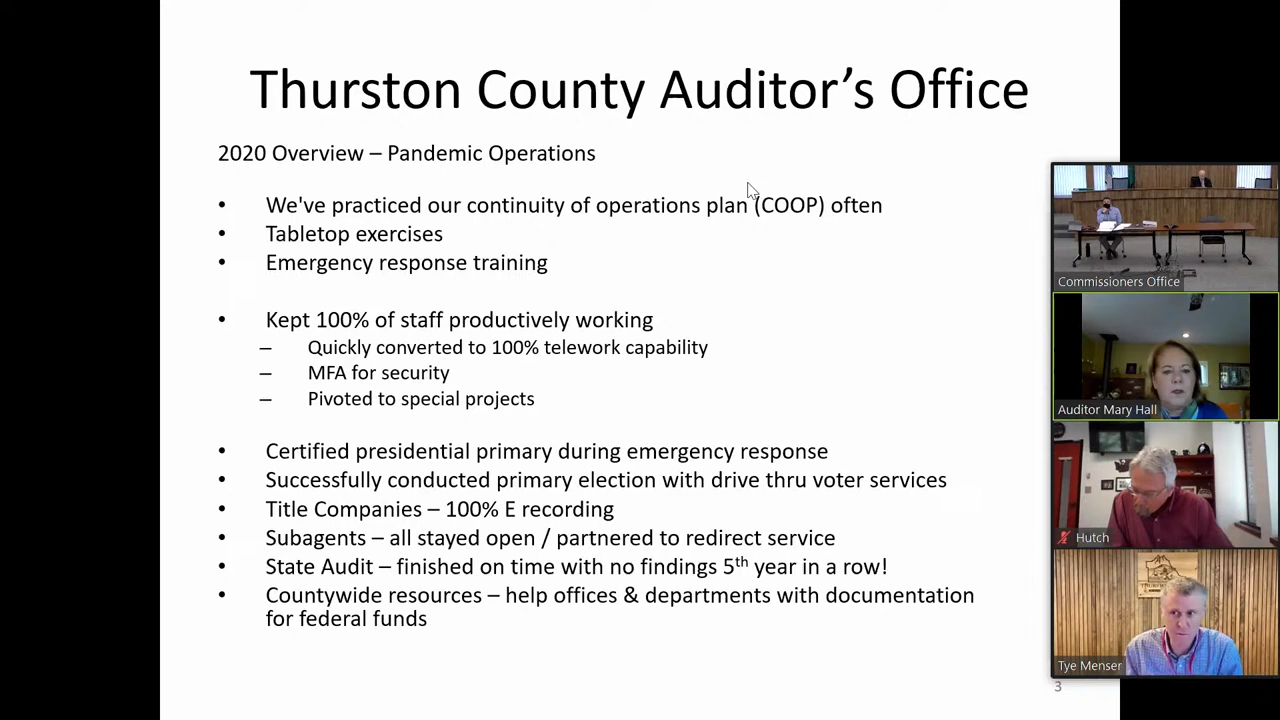 Thurston County Auditor’s Office
2020 Overview – Pandemic Operations
• We've practiced our continuity of operations plan (COOP) often
• Tabletop exercises
• Emergency response training
• Kept 100% of staff productively working
– Quickly converted to 100% telework capability
– MFA for security
– Pivoted to special projects
• Certified presidential primary during emergency response
• Successfully conducted primary election with drive thru voter services
• Title Companies – 100% E recording
• Subagents – all stayed open / partnered to redirect service
• State Audit – finished on time with no findings 5th year in a row!
• Countywide resources – help offices & departments with documentation
for federal funds
Commissioners Office
Auditor Mary Hall
Hutch
Tye Menser
3